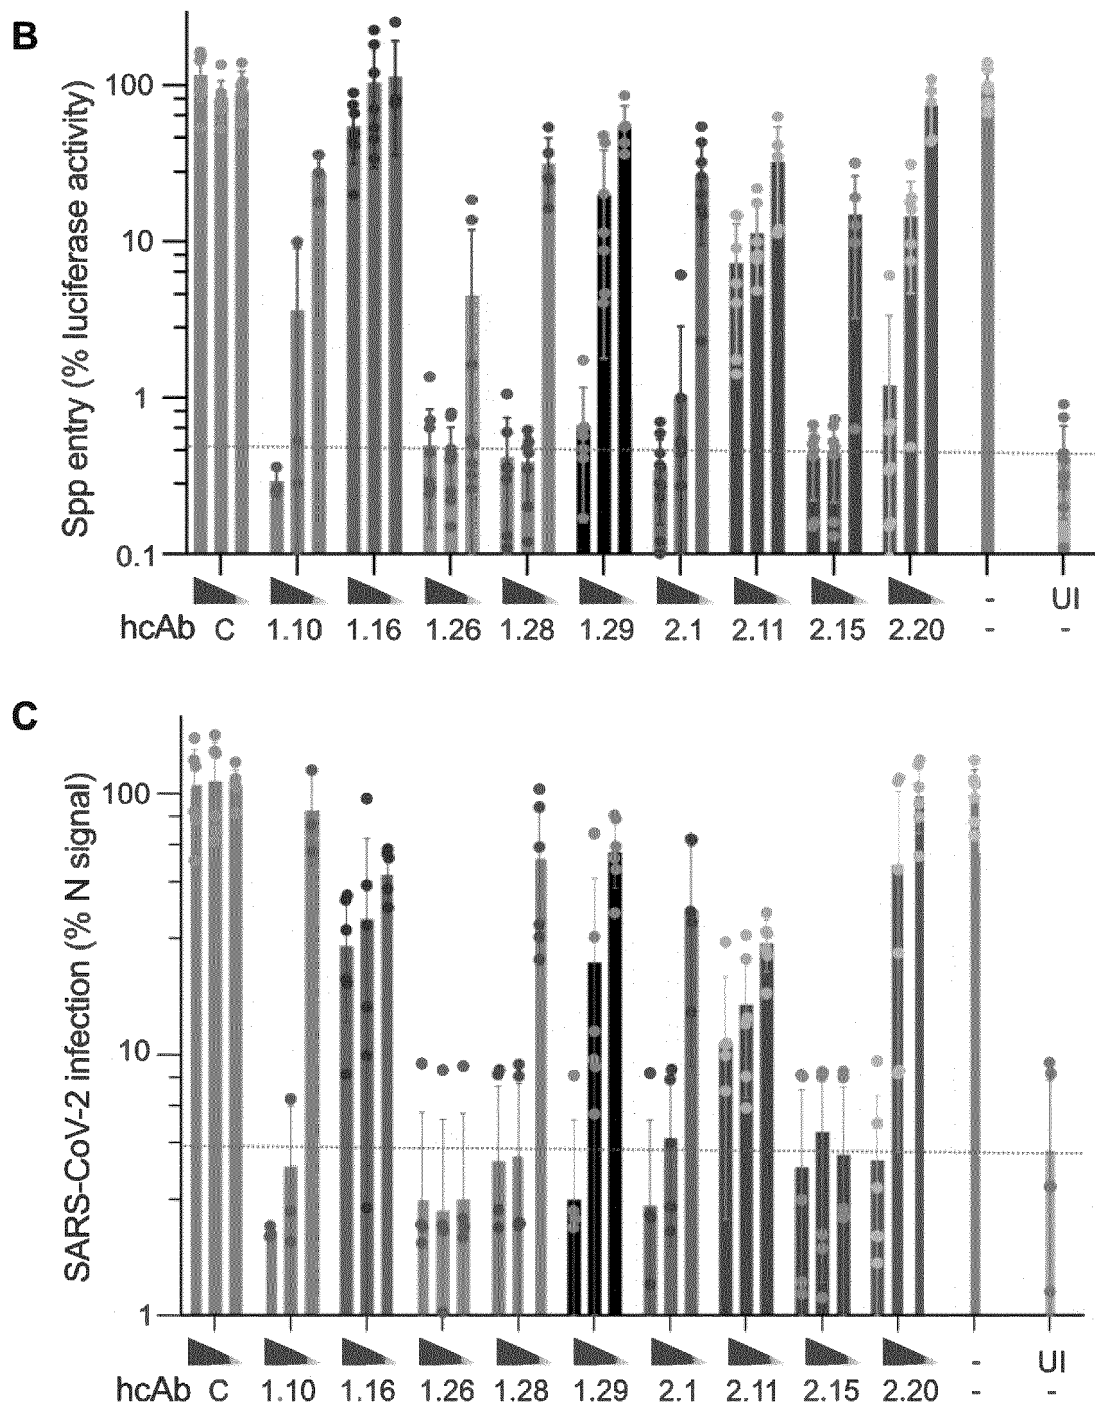 B
Spp entry (% luciferase activity)
100
10
1
0.1
- UI
hcAb C 1.10 1.16 1.26 1.28 1.29 2.1 2.11 2.15 2.20 - -
C
SARS-CoV-2 infection (% N signal)
100
10
1
- UI
hcAb C 1.10 1.16 1.26 1.28 1.29 2.1 2.11 2.15 2.20 - -